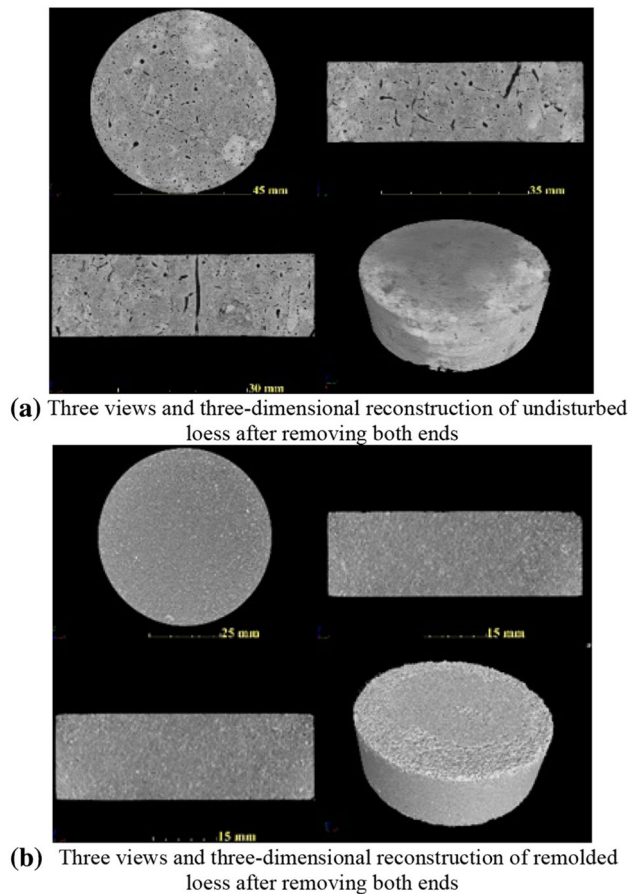 45 mm
35 mm
30 mm
(a) Three views and three-dimensional reconstruction of undisturbed
loess after removing both ends
25 mm
15 mm
15 mm
(b) Three views and three-dimensional reconstruction of remolded
loess after removing both ends